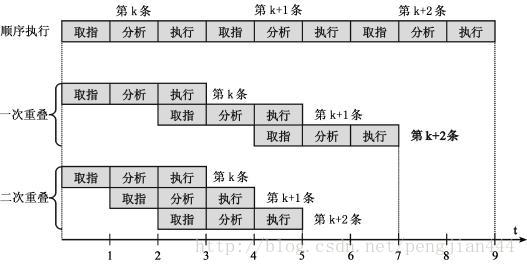 第 k 条 第 k+1 条 第 k+2 条
顺序执行 取指 分析 执行 取指 分析 执行 取指 分析 执行
取指 分析 执行 第 k 条
一次重叠 取指 分析 执行 第 k+1 条
取指 分析 执行 第 k+2条
取指 分析 执行 第 k 条
二次重叠 取指 分析 执行 第 k+1 条
取指 分析 执行 第 k+2 条
t
http://blog.csdn.net/pengjian444
1 2 3 4 5 6 7 8 9